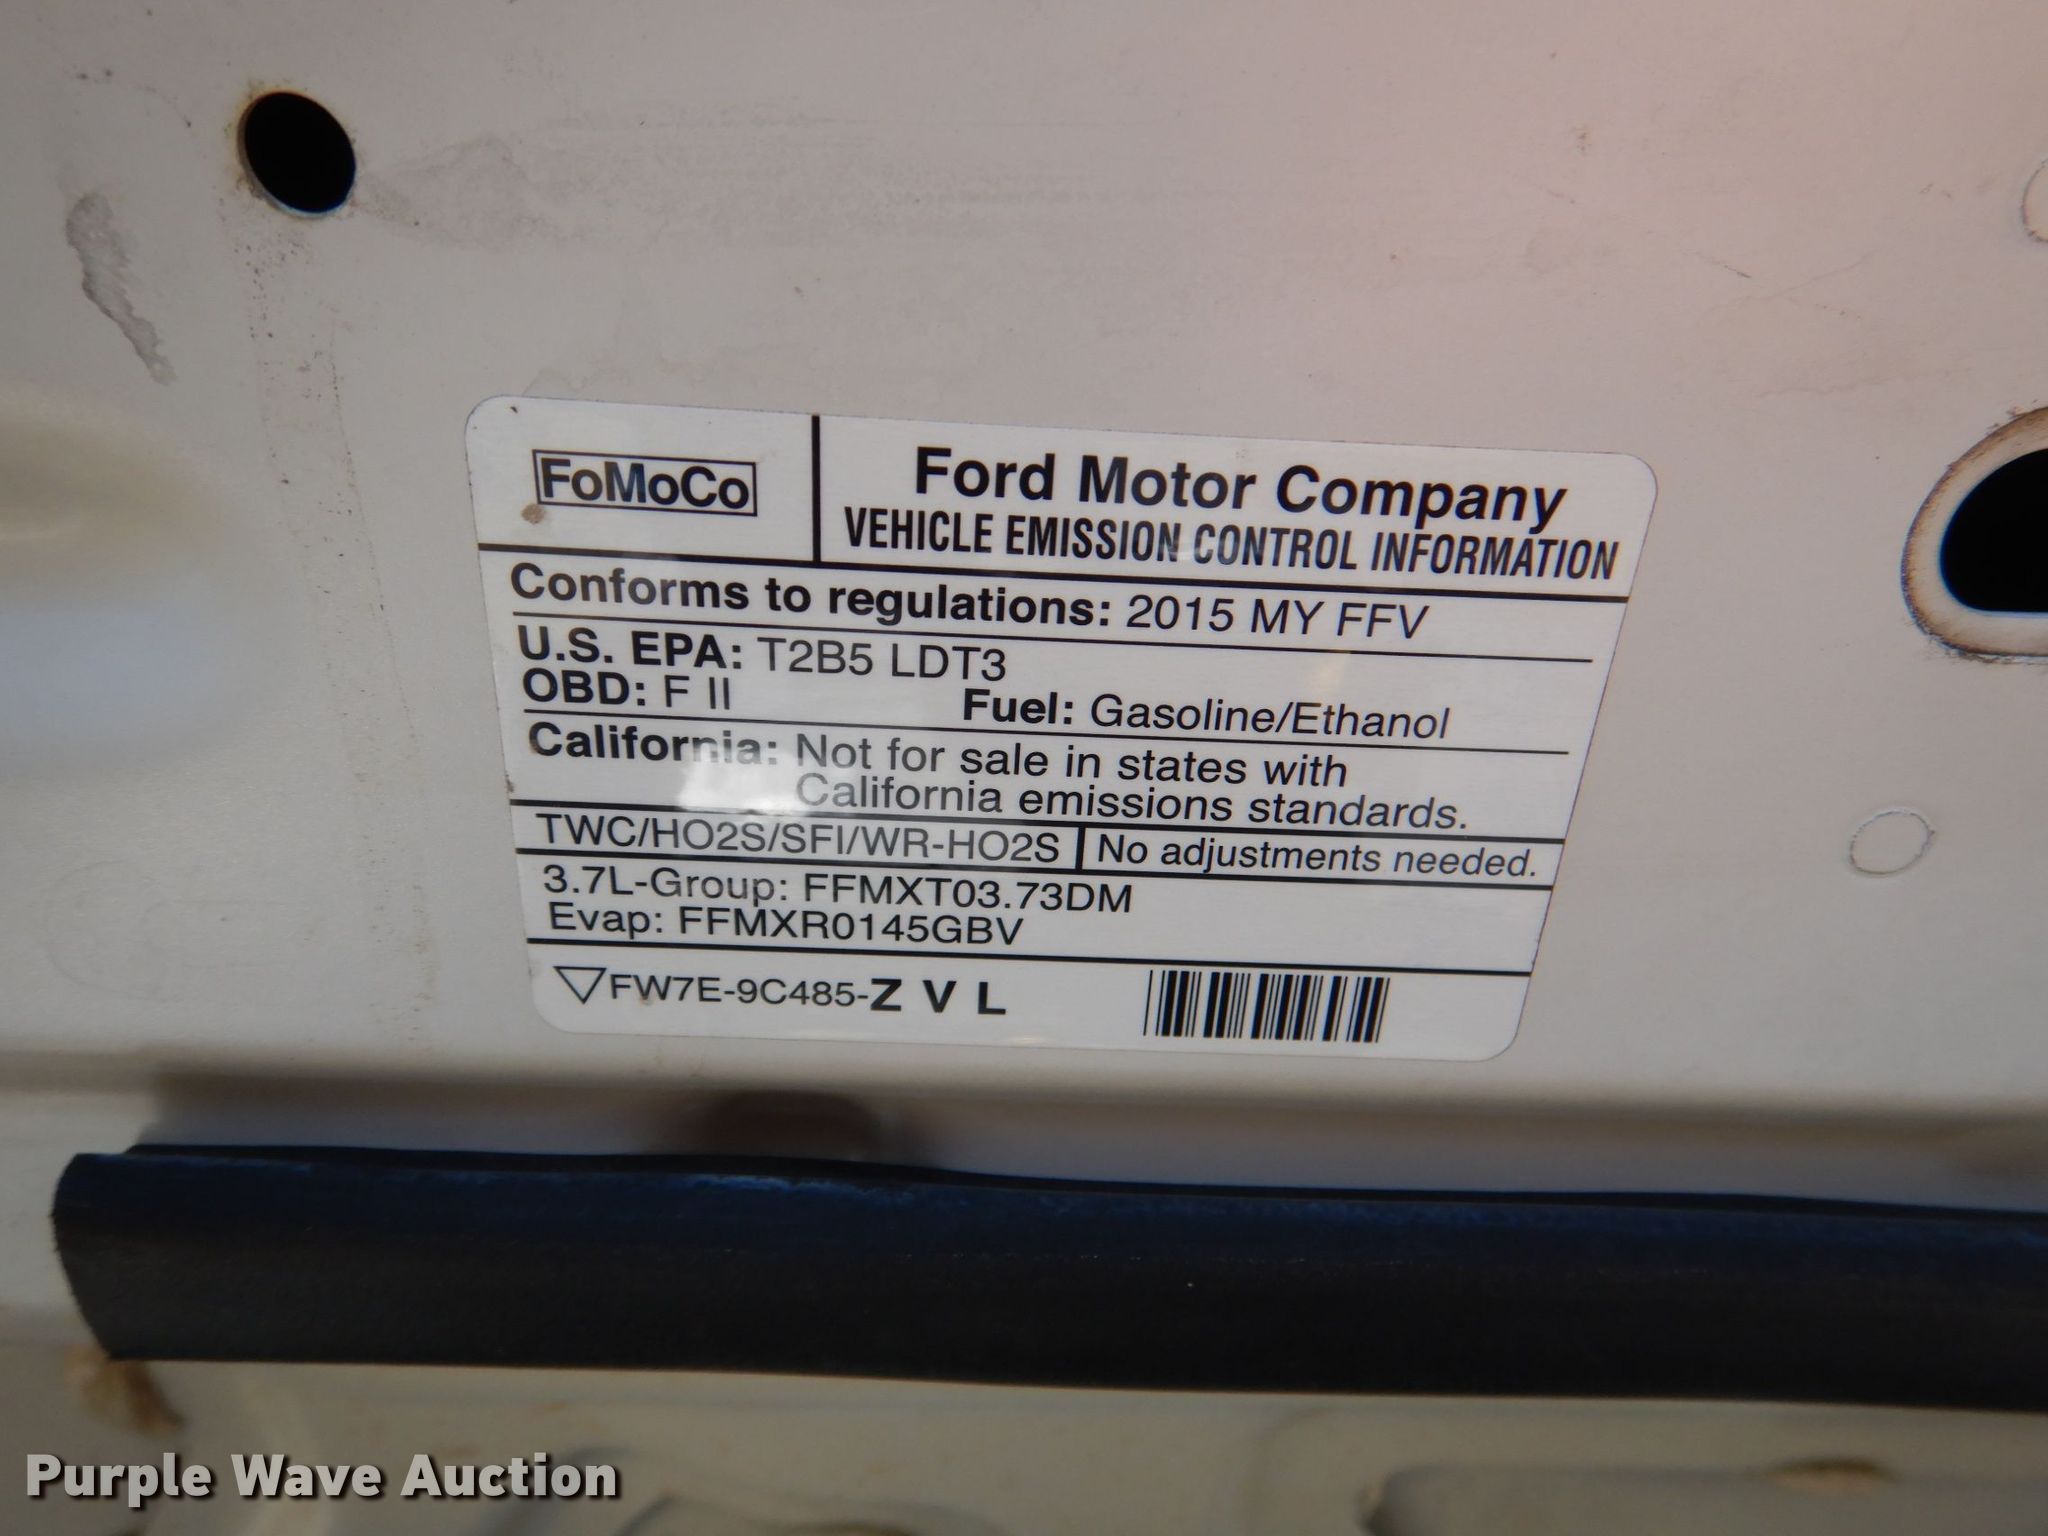 FoMoCo
Ford Motor Company
VEHICLE EMISSION CONTROL INFORMATION
Conforms to regulations: 2015 MY FFV
U.S. EPA: T2B5 LDT3
OBD: F II Fuel: Gasoline/Ethanol
California: Not for sale in states with
California emissions standards.
TWC/HO2S/SFI/WR-HO2S No adjustments needed.
3.7L-Group: FFMXT03.73DM
Evap: FFMXR0145GBV
FW7E-9C485-Z V L
Purple Wave Auction